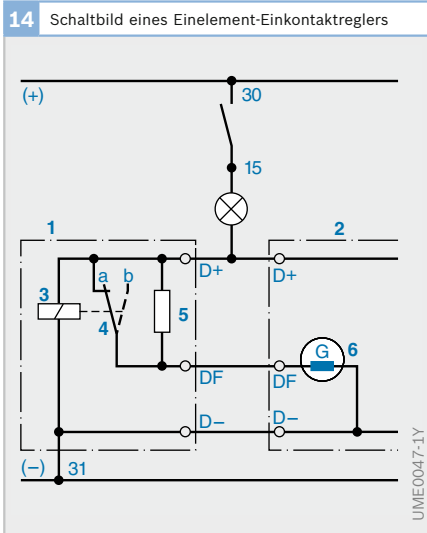 14 Schaltbild eines Einelement-Einkontaktreglers
(+)
30
15
1
2
D+
D+
a b
3
4
5
G
6
DF
DF
D–
D–
(–) 31
UME0047-1Y